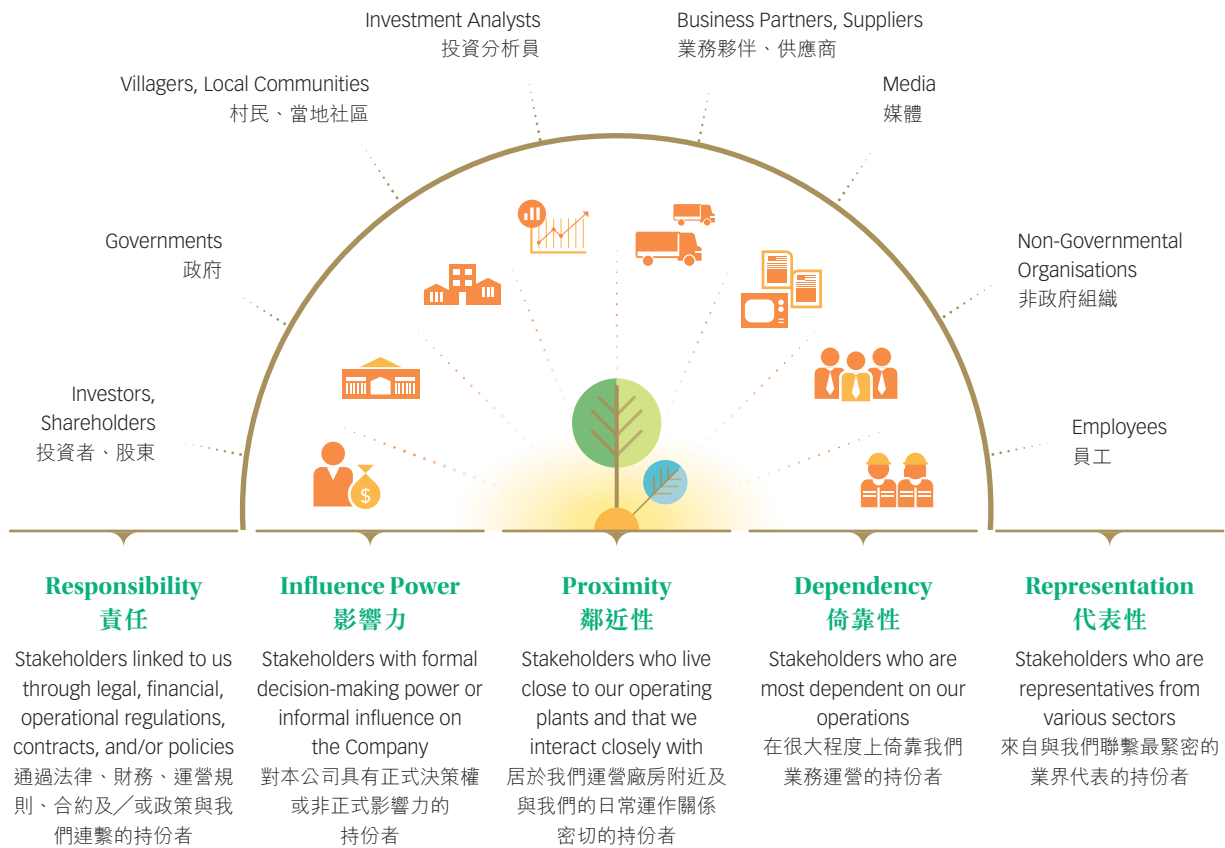 Investment Analysts
投資分析員
Business Partners, Suppliers
業務夥伴、供應商
Villagers, Local Communities
村民、當地社區
Media
媒體
Governments
政府
Non-Governmental
Organisations
非政府組織
Investors,
Shareholders
投資者、股東
Employees
員工
$
Responsibility
責任
Stakeholders linked to us
through legal, financial,
operational regulations,
contracts, and/or policies
通過法律、財務、運營規
則、合約及╱或政策與我
們連繫的持份者
Influence Power
影響力
Stakeholders with formal
decision-making power or
informal influence on
the Company
對本公司具有正式決策權
或非正式影響力的
持份者
Proximity
鄰近性
Stakeholders who live
close to our operating
plants and that we
interact closely with
居於我們運營廠房附近及
與我們的日常運作關係
密切的持份者
Dependency
倚靠性
Stakeholders who are
most dependent on our
operations
在很大程度上倚靠我們
業務運營的持份者
Representation
代表性
Stakeholders who are
representatives from
various sectors
來自與我們聯繫最緊密的
業界代表的持份者